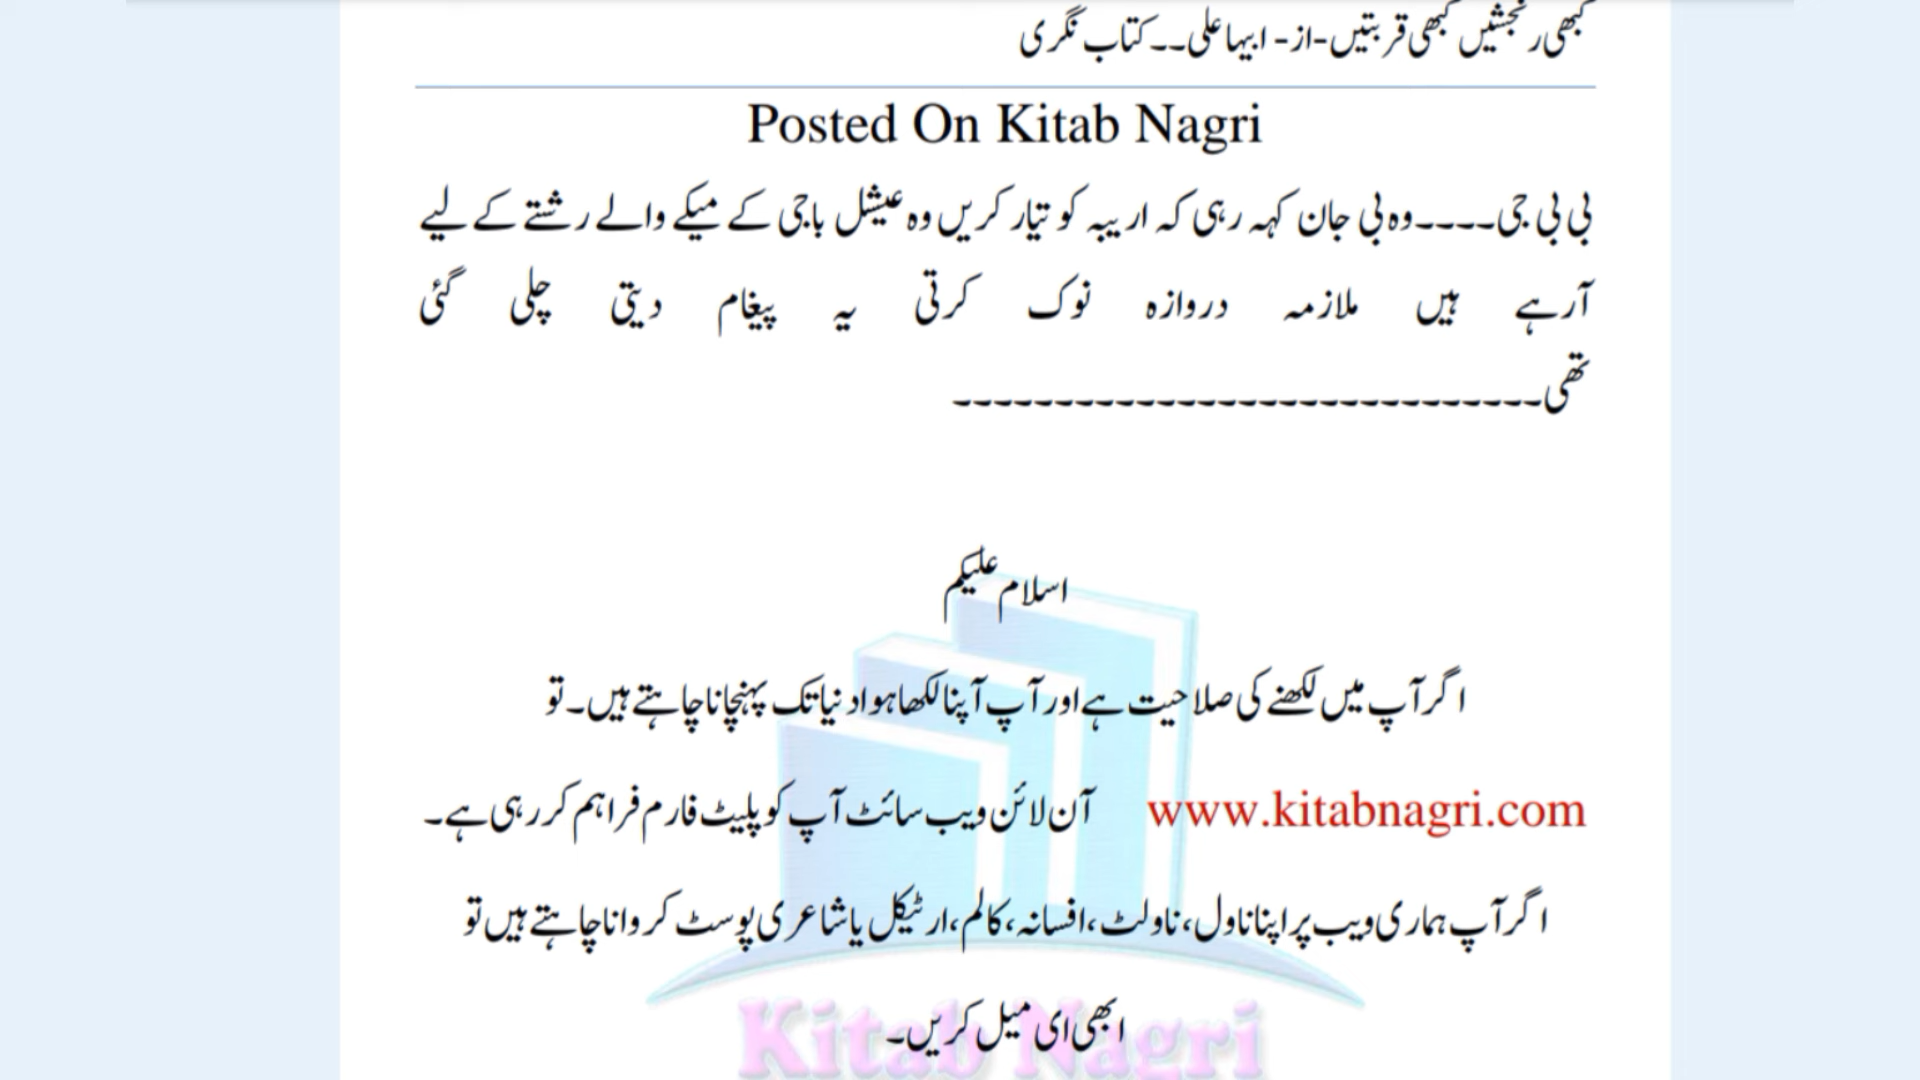 کبھی رنجشیں کبھی قربتیں-از- ابیہا علی۔۔ کتاب نگری
Posted On Kitab Nagri
بی بی جی۔۔۔۔وہ بی جان کہہ رہی کہ اریبہ کو تیار کریں وہ عیشل باجی کے میکے والے رشتے کے لیے
آرہے ہیں ملازمہ دروازہ نوک کرتی یہ پیغام دیتی چلی گئی
تھی۔۔۔۔۔۔۔۔۔۔۔۔۔۔۔۔۔۔۔۔۔۔۔۔۔۔۔۔۔
اسلام علیکم
اگر آپ میں لکھنے کی صلاحیت ہے اور آپ آپنا لکھا ہوا دنیا تک پہنچانا چاہتے ہیں۔ تو
www.kitabnagri.com آن لائن ویب سائٹ آپ کو پلیٹ فارم فراہم کر رہی ہے۔
اگر آپ ہماری ویب پر اپنا ناول، ناولٹ، افسانہ، کالم، ارٹیکل یا شاعری پوسٹ کروانا چاہتے ہیں تو
ابھی ای میل کریں۔
Kitab Nagri